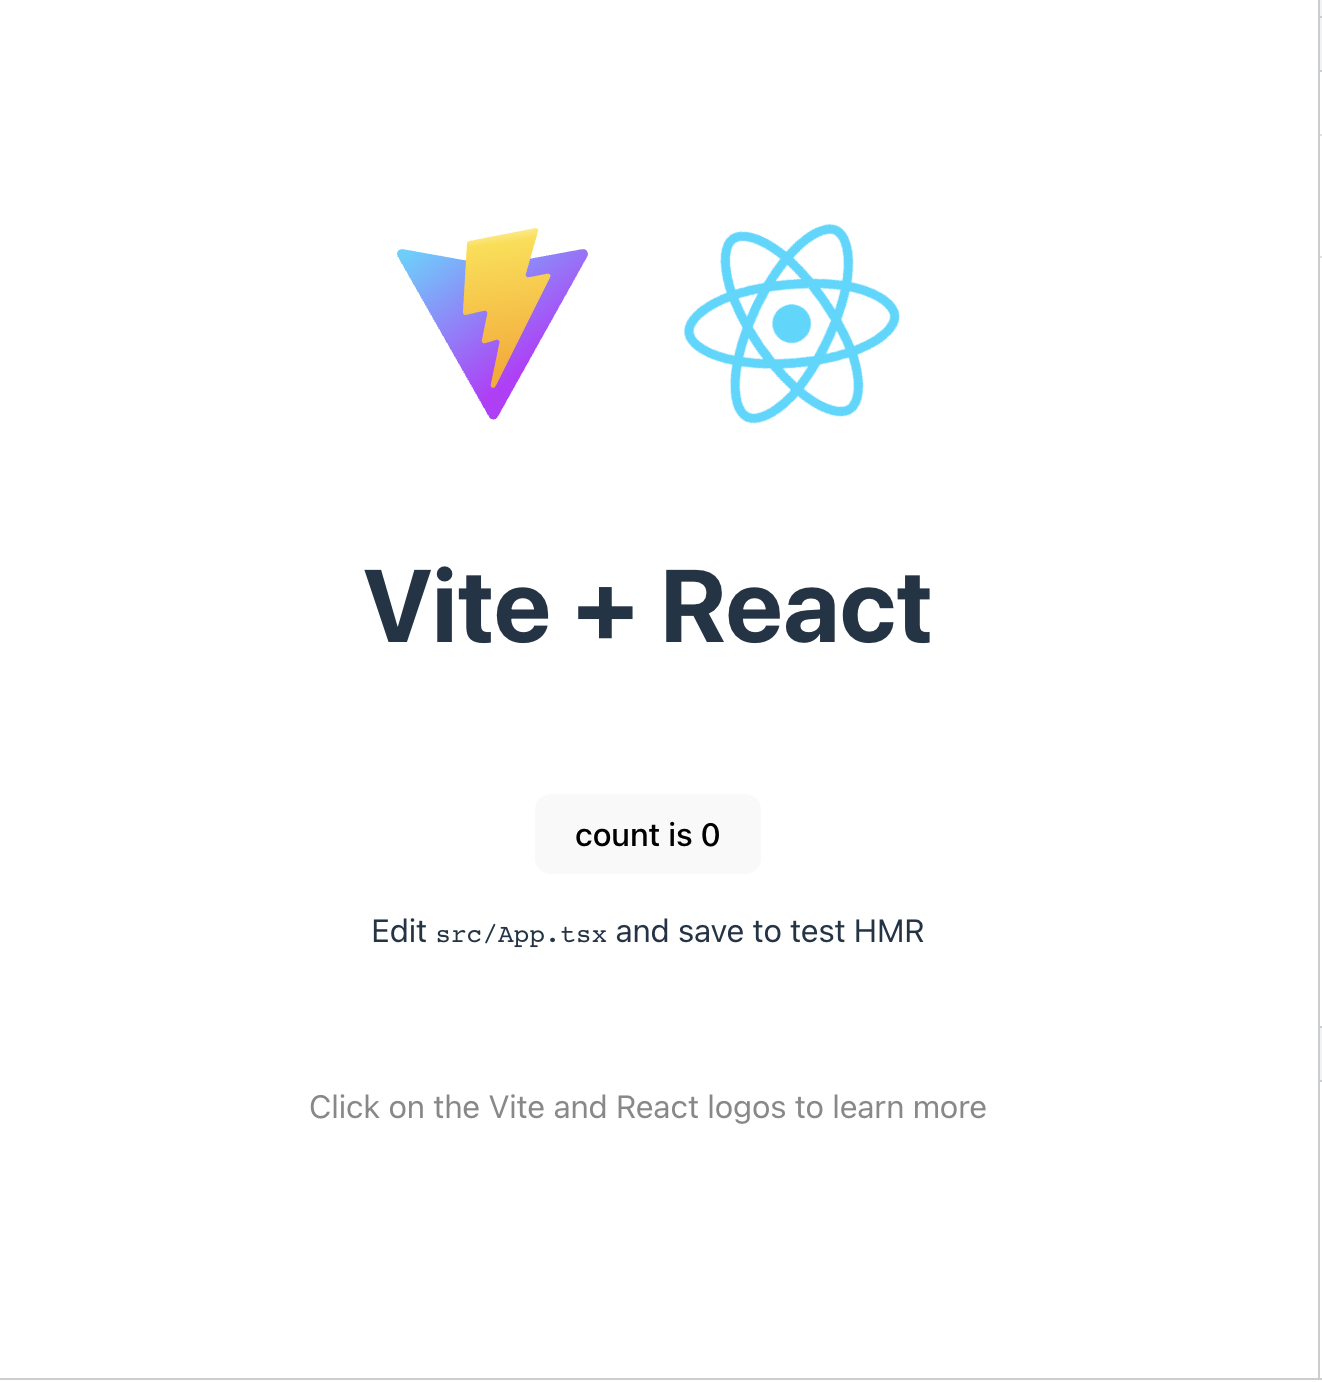 Vite + React
count is 0
Edit src/App.tsx and save to test HMR
Click on the Vite and React logos to learn more